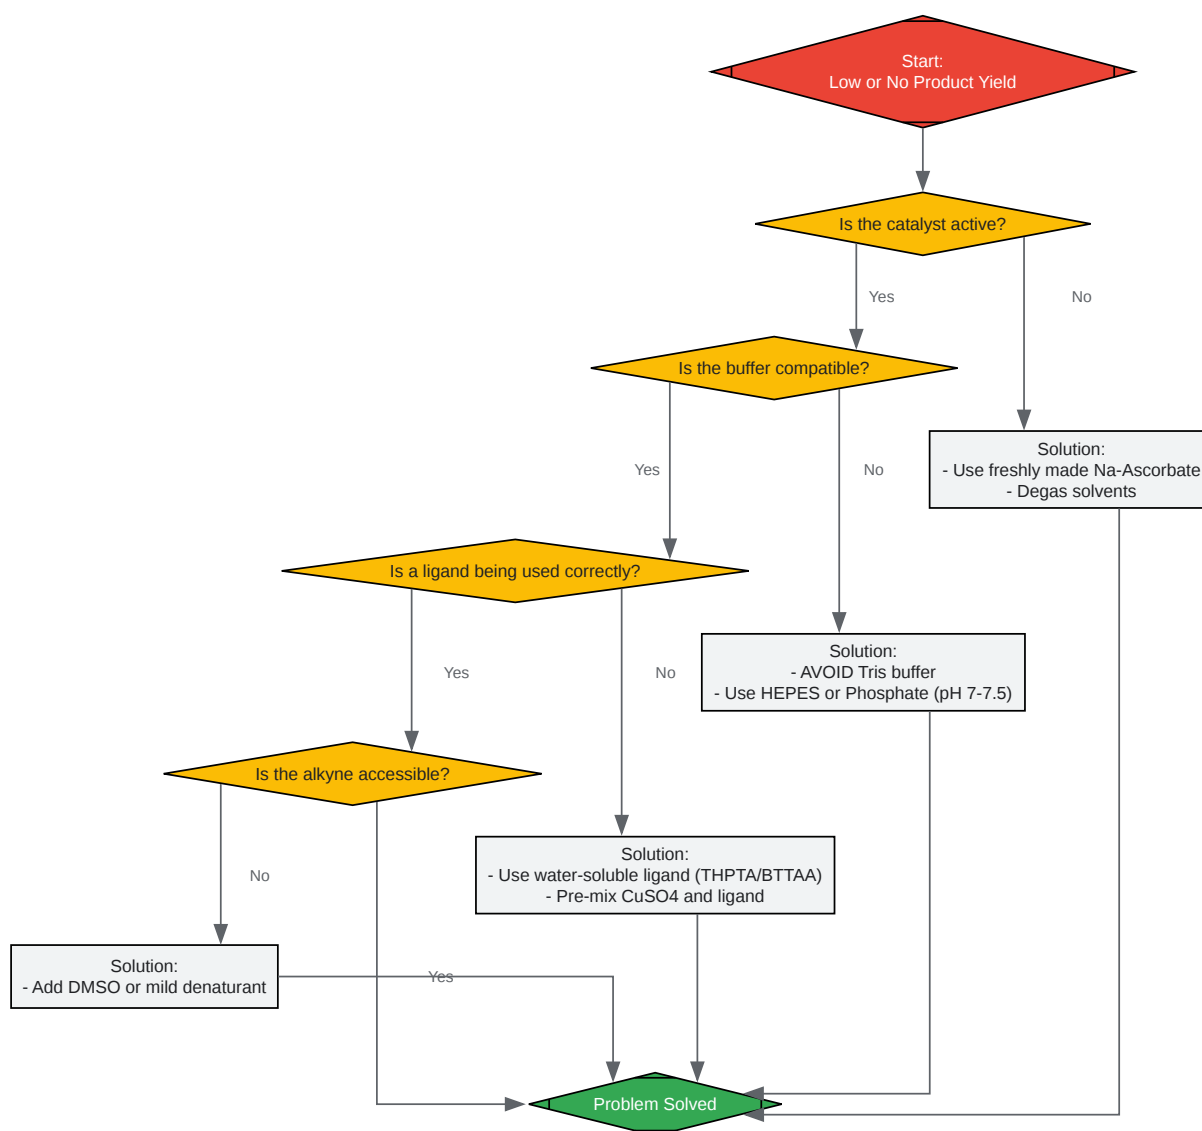 Start:
Low or No Product Yield
Is the catalyst active?
Yes
No
Is the buffer compatible?
Yes
No
Solution:
- Use freshly made Na-Ascorbate
- Degas solvents
Is a ligand being used correctly?
Yes
No
Solution:
- AVOID Tris buffer
- Use HEPES or Phosphate (pH 7-7.5)
Is the alkyne accessible?
No
Yes
Solution:
- Use water-soluble ligand (THPTA/BTTAA)
- Pre-mix CuSO4 and ligand
Solution:
- Add DMSO or mild denaturant
Problem Solved